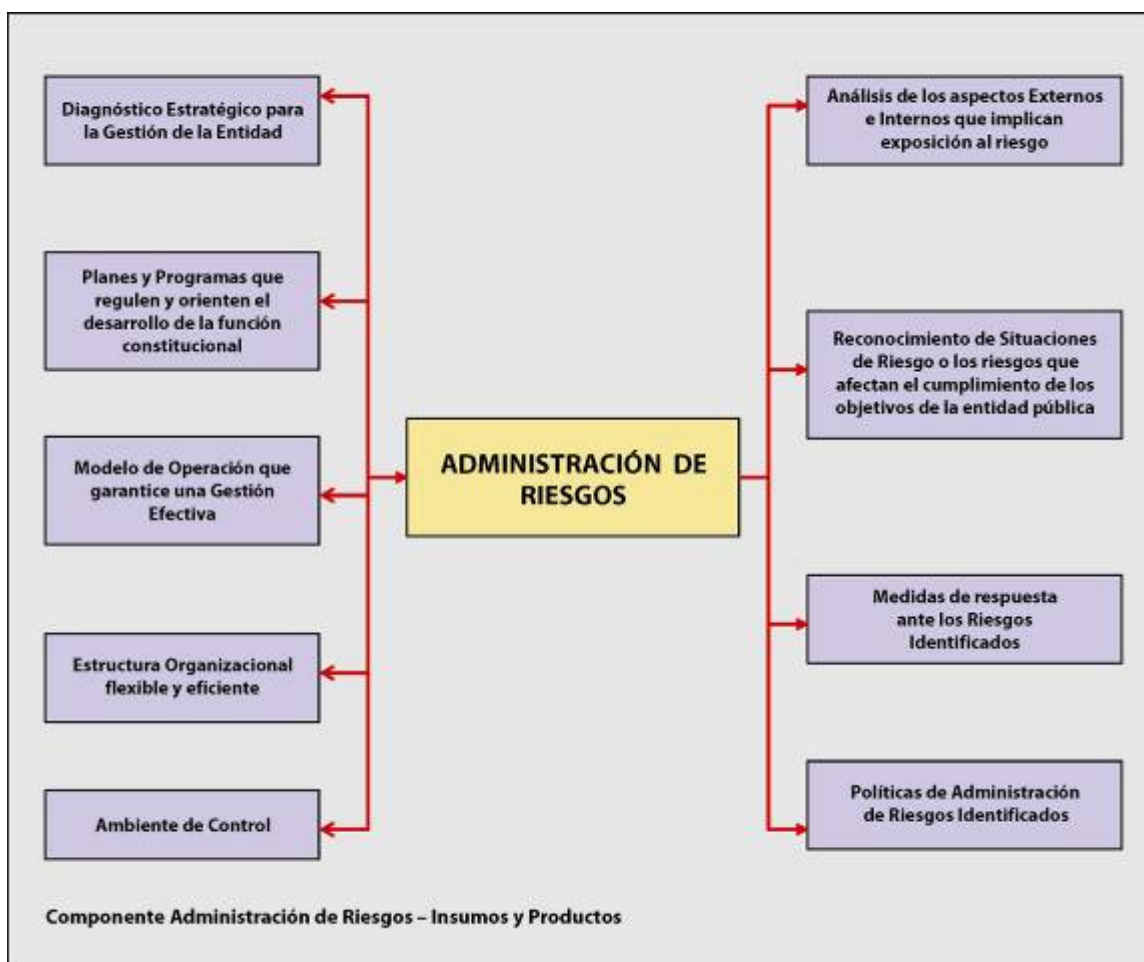 Diagnóstico Estratégico para
la Gestión de la Entidad
Planes y Programas que
regulen y orienten el
desarrollo de la función
constitucional
Modelo de Operación que
garantice una Gestión
Efectiva
Estructura Organizacional
flexible y eficiente
Ambiente de Control
ADMINISTRACIÓN DE
RIESGOS
Análisis de los aspectos Externos
e Internos que implican
exposición al riesgo
Reconocimiento de Situaciones
de Riesgo o los riesgos que
afectan el cumplimiento de los
objetivos de la entidad pública
Medidas de respuesta
ante los Riesgos
Identificados
Políticas de Administración
de Riesgos Identificados
Componente Administración de Riesgos – Insumos y Productos